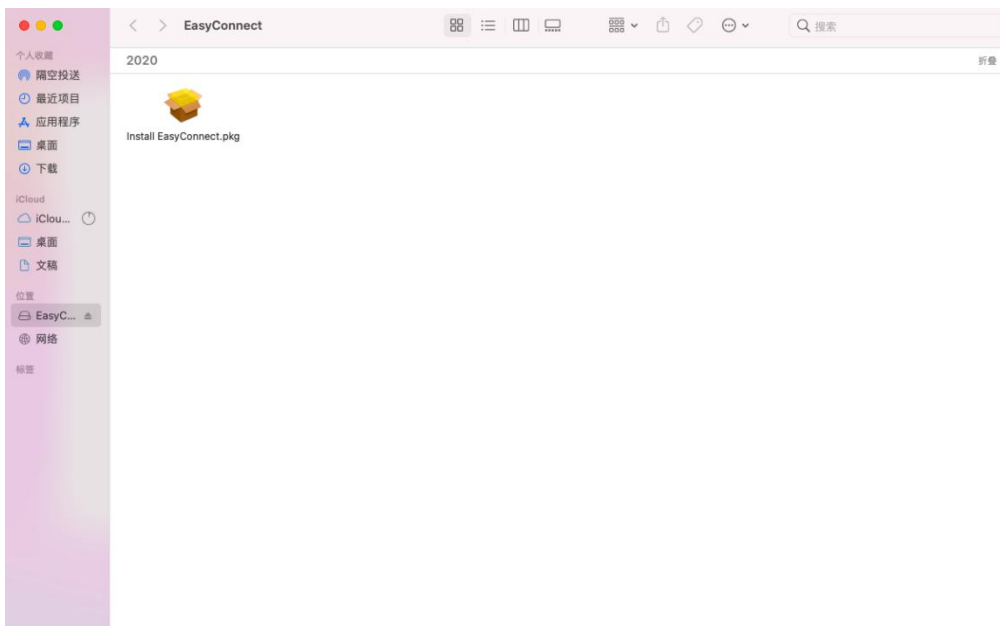 EasyConnect
搜索
个人收藏
隔空投送
最近项目
应用程序
桌面
下载
iCloud
iClou...
桌面
文稿
位置
EasyC...
网络
标签
2020
折叠
Install EasyConnect.pkg